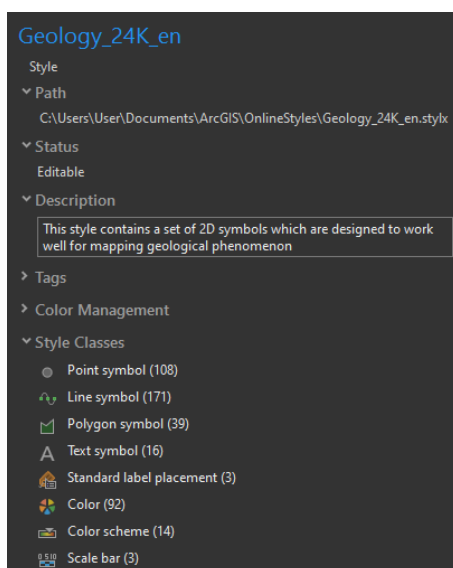 Geology_24K_en
Style
Path
C:\Users\User\Documents\ArcGIS\OnlineStyles\Geology_24K_en.stylx
Status
Editable
Description
This style contains a set of 2D symbols which are designed to work
well for mapping geological phenomenon
Tags
Color Management
Style Classes
Point symbol (108)
Line symbol (171)
Polygon symbol (39)
A Text symbol (16)
Standard label placement (3)
Color (92)
Color scheme (14)
0 5 10 Scale bar (3)